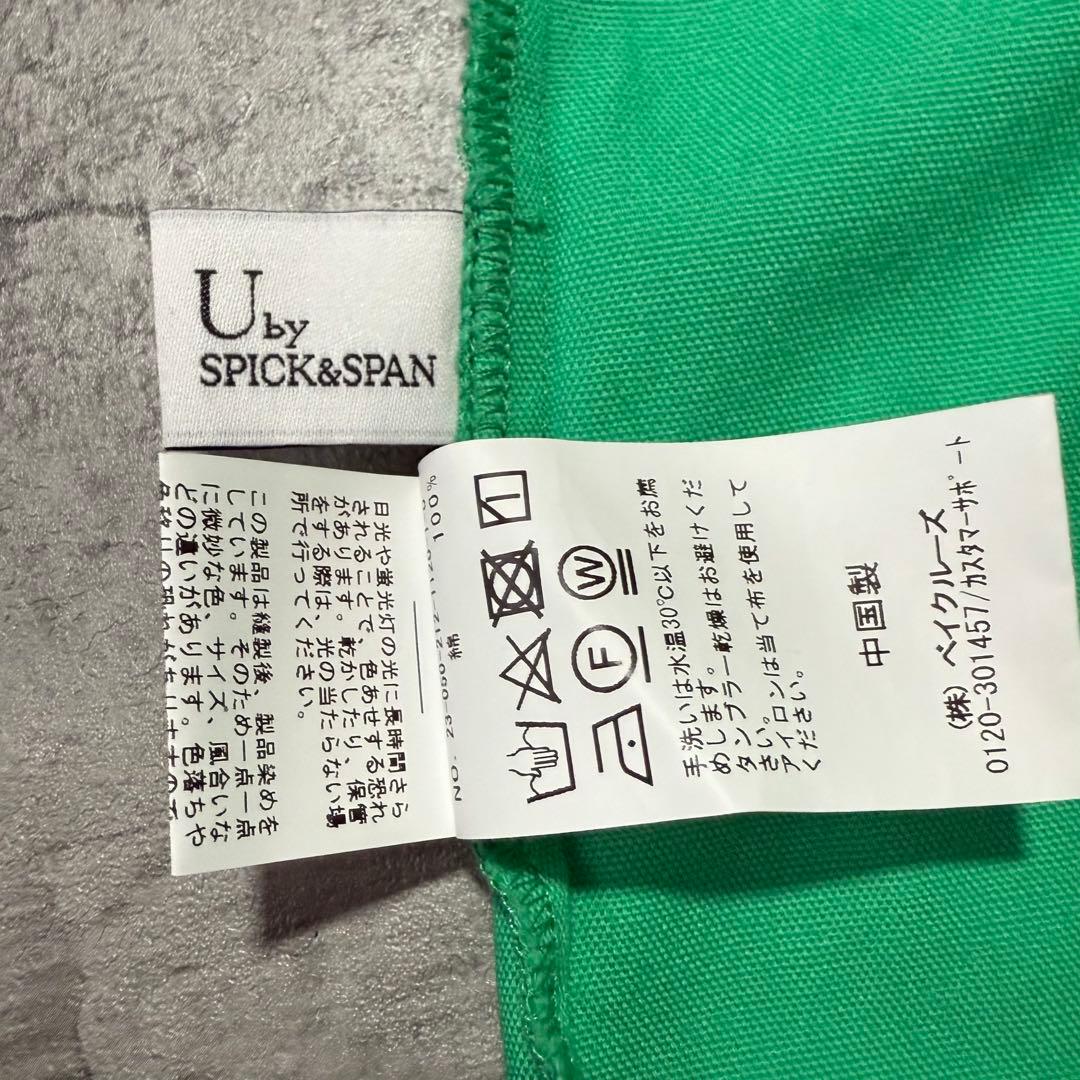 U by
SPICK&SPAN
綿 100%
W
F
手洗いは水温30℃以下をお薦
めします。
タンブラー乾燥はお避けくだ
さい。
アイロンは当て布を使用して
ください。
中国製
(株) ベイクルーズ
0120-301457/カスタマーサポート
日光や蛍光灯の光に長時間さら
されることで、色あせする恐れ
があります。乾かしたり、保管
をする際は、光の当たらない場
所で行ってください。
この製品は縫製後、製品染めを
しています。そのため一点一点
に微妙な色、サイズ、風合いな
どの違いがあります。色落ちや